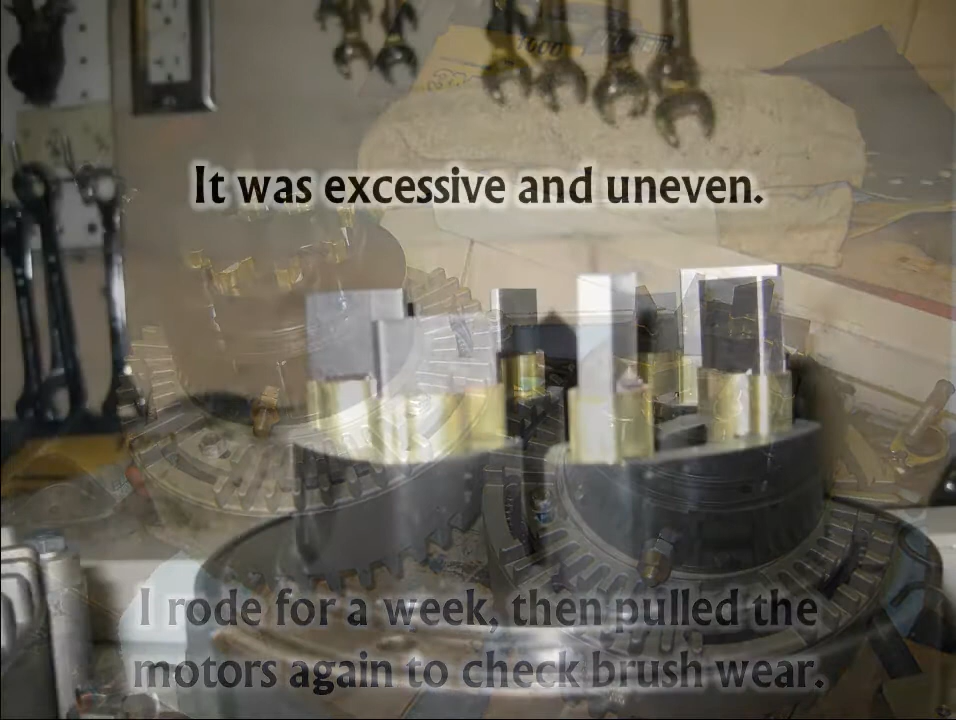 It was excessive and uneven.
I rode for a week, then pulled the
motors again to check brush wear.